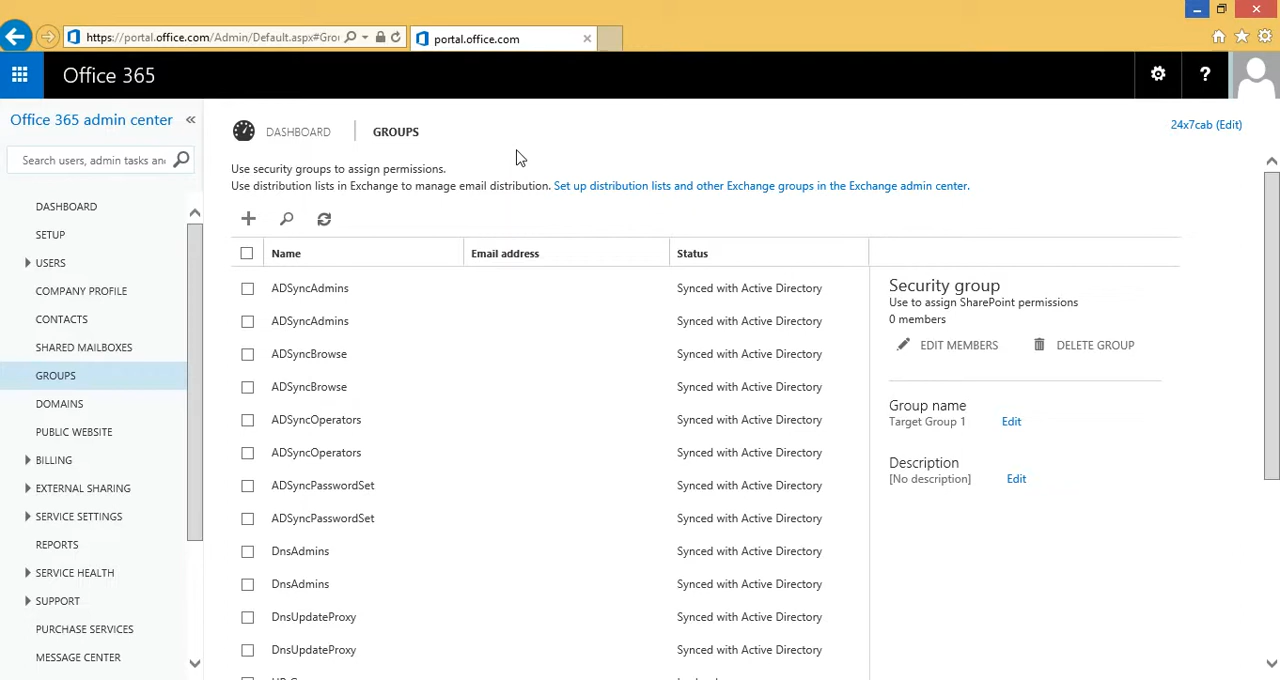 https://portal.office.com/Admin/Default.aspx#Grou
portal.office.com
Office 365
?
Office 365 admin center «
24x7cab (Edit)
DASHBOARD | GROUPS
Search users, admin tasks and
Use security groups to assign permissions.
Use distribution lists in Exchange to manage email distribution. Set up distribution lists and other Exchange groups in the Exchange admin center.
DASHBOARD
SETUP
USERS
COMPANY PROFILE
CONTACTS
SHARED MAILBOXES
GROUPS
DOMAINS
PUBLIC WEBSITE
BILLING
EXTERNAL SHARING
SERVICE SETTINGS
REPORTS
SERVICE HEALTH
SUPPORT
PURCHASE SERVICES
MESSAGE CENTER
Name Email address Status
ADSyncAdmins Synced with Active Directory
ADSyncAdmins Synced with Active Directory
ADSyncBrowse Synced with Active Directory
ADSyncBrowse Synced with Active Directory
ADSyncOperators Synced with Active Directory
ADSyncOperators Synced with Active Directory
ADSyncPasswordSet Synced with Active Directory
ADSyncPasswordSet Synced with Active Directory
DnsAdmins Synced with Active Directory
DnsAdmins Synced with Active Directory
DnsUpdateProxy Synced with Active Directory
DnsUpdateProxy Synced with Active Directory
Security group
Use to assign SharePoint permissions
0 members
EDIT MEMBERS DELETE GROUP
Group name
Target Group 1 Edit
Description
[No description] Edit